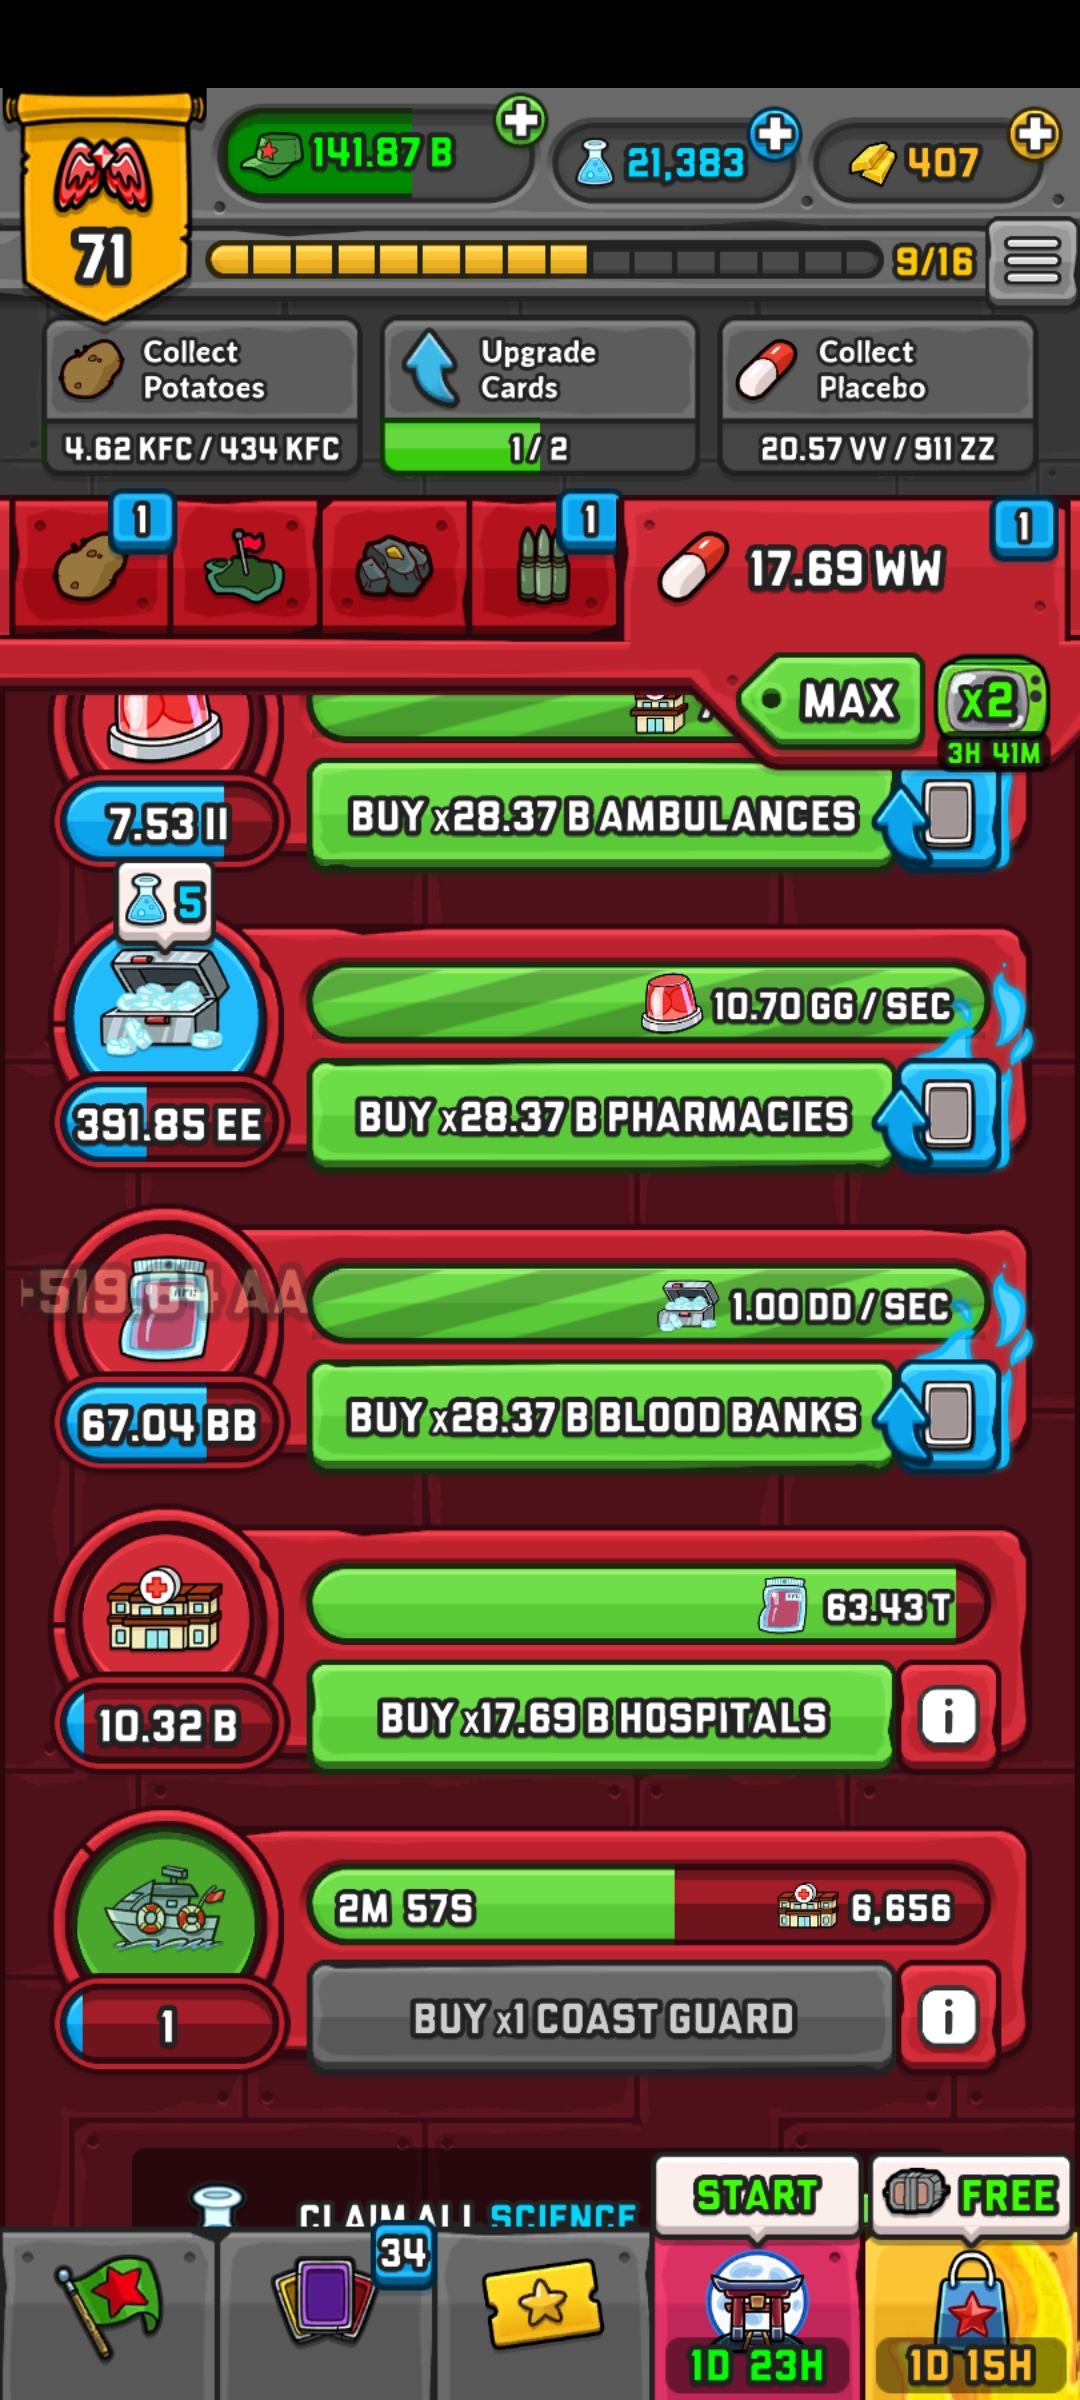 71
141.87 B
21,383
407
9/16
Collect
Potatoes
4.62 KFC / 434 KFC
Upgrade
Cards
1 / 2
Collect
Placebo
20.57 VV / 911 ZZ
1
1
1
17.69 WW
MAX
x2
3H 41M
7.53 II
BUY x28.37 B AMBULANCES
5
10.70 GG / SEC
391.85 EE
BUY x28.37 B PHARMACIES
1.00 DD / SEC
67.04 BB
BUY x28.37 B BLOOD BANKS
63.43 T
10.32 B
BUY x17.69 B HOSPITALS
i
2M 57S
6,656
1
BUY x1 COAST GUARD
i
CLAIM ALL SCIENCE
START
FREE
34
1D 23H
1D 15H